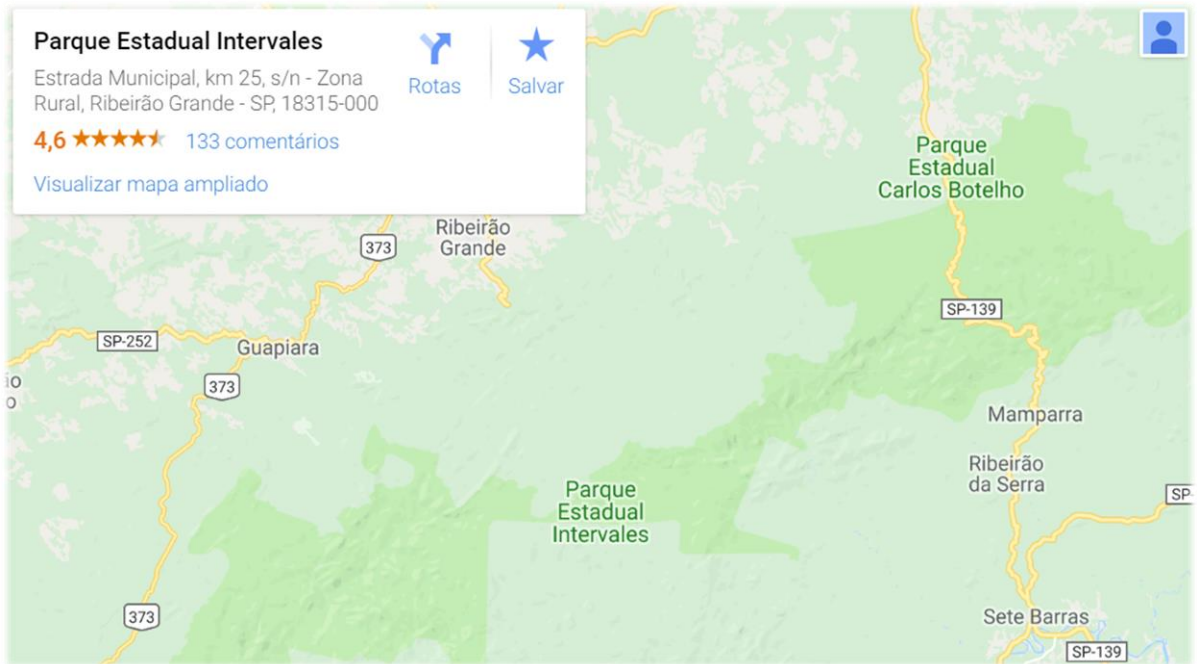 Parque Estadual Intervales
Estrada Municipal, km 25, s/n - Zona
Rural, Ribeirão Grande - SP, 18315-000
4,6
133 comentários
Visualizar mapa ampliado
Rotas
Salvar
Parque
Estadual
Carlos Botelho
Ribeirão
Grande
373
SP-139
SP-252
Guapiara
373
ão
o
Mamparra
Ribeirão
da Serra
Parque
Estadual
Intervales
SP-
373
Sete Barras
SP-139